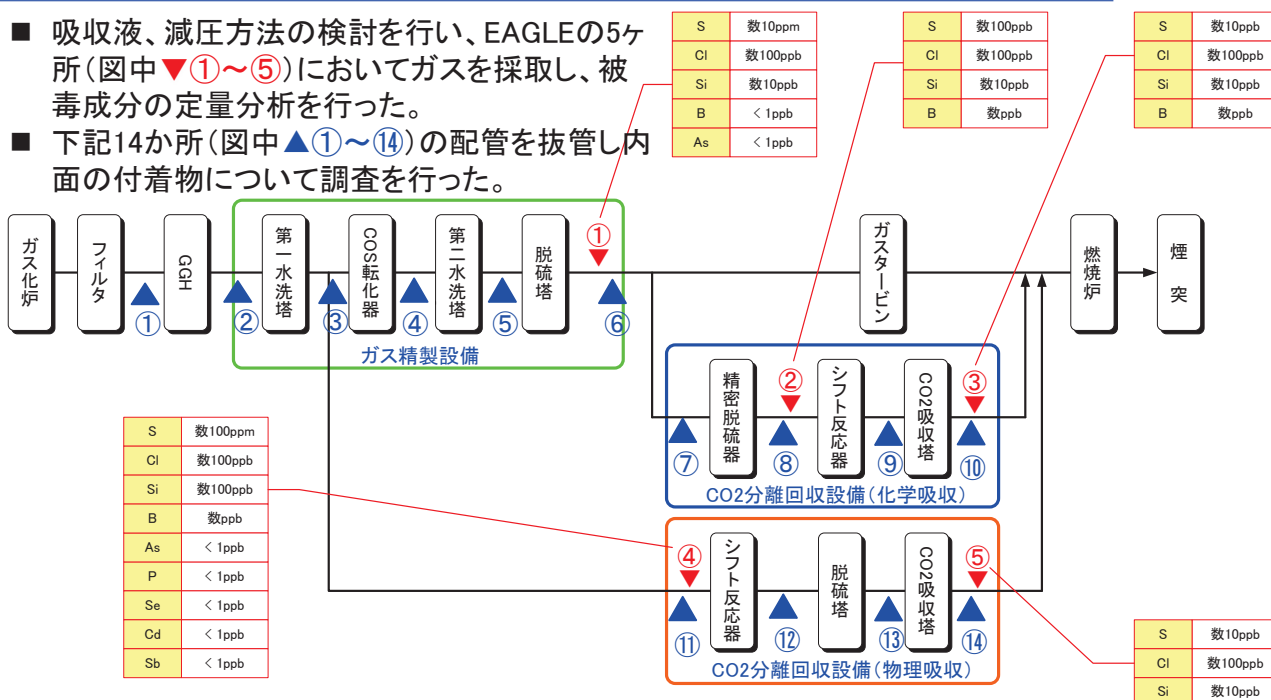 ■ 吸収液、減圧方法の検討を行い、EAGLEの5ヶ
所(図中▼①～⑤)においてガスを採取し、被
毒成分の定量分析を行った。
■ 下記14か所(図中▲①～⑭)の配管を抜管し内
面の付着物について調査を行った。
S 数10ppm
Cl 数100ppb
Si 数10ppb
B < 1ppb
As < 1ppb
S 数100ppb
Cl 数100ppb
Si 数10ppb
B 数ppb
S 数10ppb
Cl 数100ppb
Si 数10ppb
B 数ppb
ガス化炉
フィルタ
GGH
第一水洗塔
COS転化器
第二水洗塔
脱硫塔
ガスタービン
燃焼炉
煙突
①
①
②
③
④
⑤
⑥
ガス精製設備
精密脱硫器
シフト反応器
CO2吸収塔
②
③
⑦
⑧
⑨
⑩
CO2分離回収設備(化学吸収)
S 数100ppm
Cl 数100ppb
Si 数100ppb
B 数ppb
As < 1ppb
P < 1ppb
Se < 1ppb
Cd < 1ppb
Sb < 1ppb
シフト反応器
脱硫塔
CO2吸収塔
④
⑤
⑪
⑫
⑬
⑭
CO2分離回収設備(物理吸収)
S 数10ppb
Cl 数100ppb
Si 数10ppb